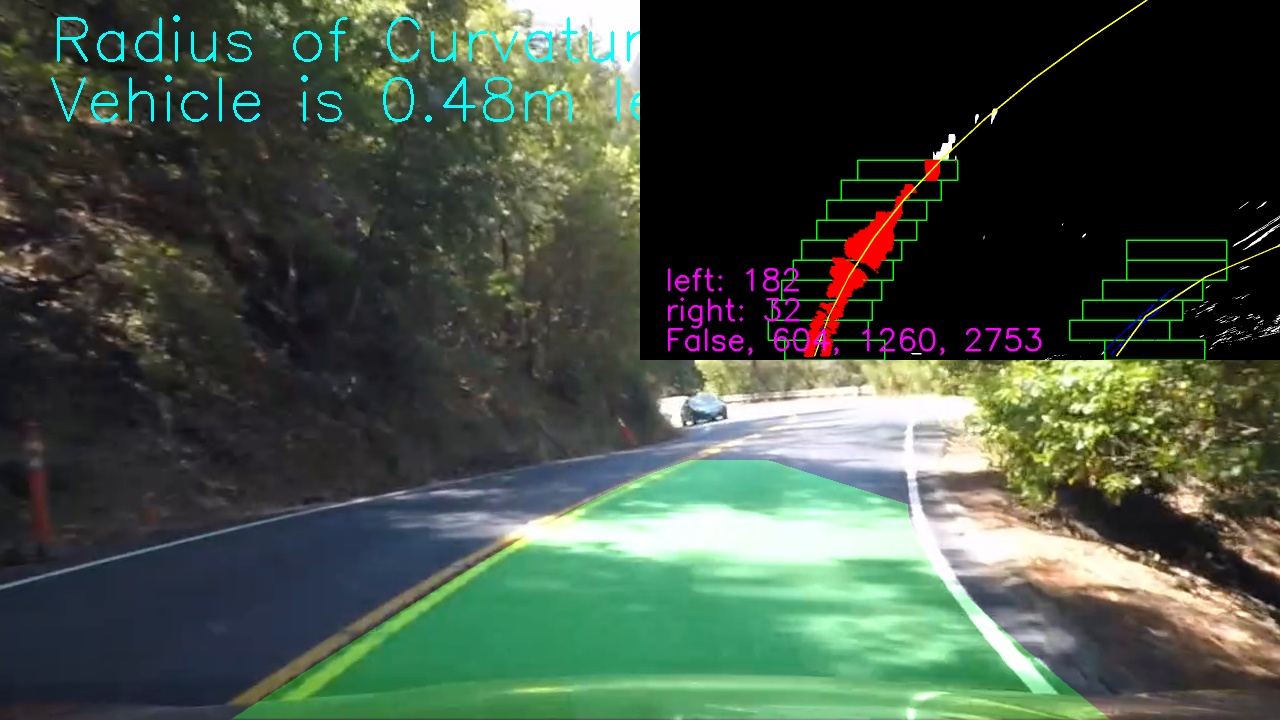 Radius of Curvatur
Vehicle is 0.48m le
left: 182
right: 32
False, 604, 1260, 2753